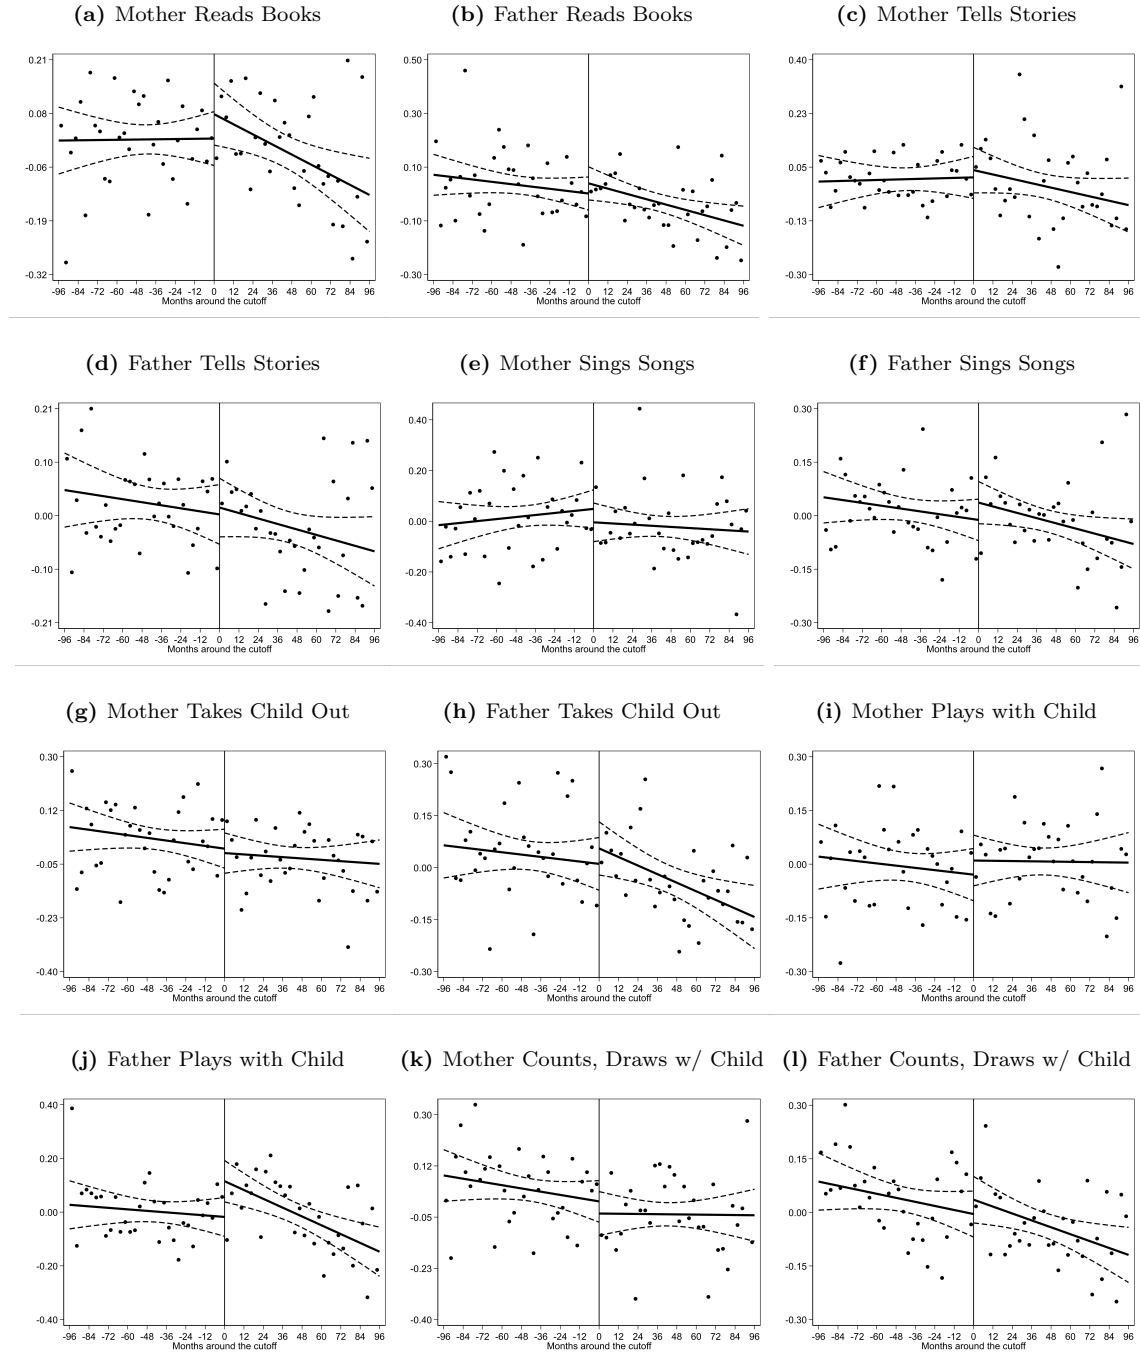 (a) Mother Reads Books
(b) Father Reads Books
(c) Mother Tells Stories
0.21
0.08
-0.06
-0.19
-0.32
-96 -84 -72 -60 -48 -36 -24 -12 0 12 24 36 48 60 72 84 96
Months around the cutoff
0.50
0.30
0.10
-0.10
-0.30
-96 -84 -72 -60 -48 -36 -24 -12 0 12 24 36 48 60 72 84 96
Months around the cutoff
0.40
0.23
0.05
-0.13
-0.30
-96 -84 -72 -60 -48 -36 -24 -12 0 12 24 36 48 60 72 84 96
Months around the cutoff
(d) Father Tells Stories
(e) Mother Sings Songs
(f) Father Sings Songs
0.21
0.10
0.00
-0.10
-0.21
-96 -84 -72 -60 -48 -36 -24 -12 0 12 24 36 48 60 72 84 96
Months around the cutoff
0.40
0.20
0.00
-0.20
-0.40
-96 -84 -72 -60 -48 -36 -24 -12 0 12 24 36 48 60 72 84 96
Months around the cutoff
0.30
0.15
0.00
-0.15
-0.30
-96 -84 -72 -60 -48 -36 -24 -12 0 12 24 36 48 60 72 84 96
Months around the cutoff
(g) Mother Takes Child Out
(h) Father Takes Child Out
(i) Mother Plays with Child
0.30
0.12
-0.05
-0.23
-0.40
-96 -84 -72 -60 -48 -36 -24 -12 0 12 24 36 48 60 72 84 96
Months around the cutoff
0.30
0.15
0.00
-0.15
-0.30
-96 -84 -72 -60 -48 -36 -24 -12 0 12 24 36 48 60 72 84 96
Months around the cutoff
0.30
0.15
0.00
-0.15
-0.30
-96 -84 -72 -60 -48 -36 -24 -12 0 12 24 36 48 60 72 84 96
Months around the cutoff
(j) Father Plays with Child
(k) Mother Counts, Draws w/ Child
(l) Father Counts, Draws w/ Child
0.40
0.20
0.00
-0.20
-0.40
-96 -84 -72 -60 -48 -36 -24 -12 0 12 24 36 48 60 72 84 96
Months around the cutoff
0.30
0.12
-0.05
-0.23
-0.40
-96 -84 -72 -60 -48 -36 -24 -12 0 12 24 36 48 60 72 84 96
Months around the cutoff
0.30
0.15
0.00
-0.15
-0.30
-96 -84 -72 -60 -48 -36 -24 -12 0 12 24 36 48 60 72 84 96
Months around the cutoff